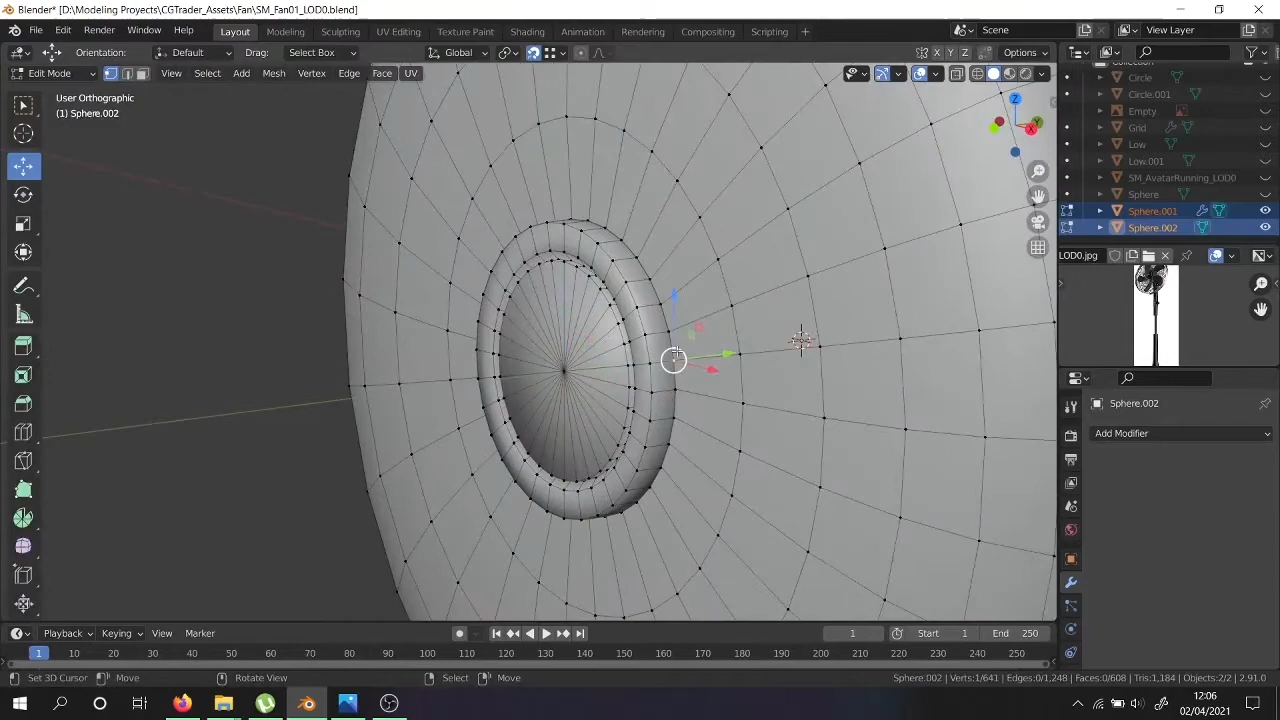 Blender* [D:\Modeling Projects\CGTrader_Assets\Fan\SM_Fan01_LOD0.blend]
File Edit Render Window Help Layout Modeling Sculpting UV Editing Texture Paint Shading Animation Rendering Compositing Scripting + Scene View Layer
Orientation: Default Drag: Select Box Global X Y Z Options
Edit Mode View Select Add Mesh Vertex Edge Face UV
User Orthographic
(1) Sphere.002
Z
Y
X
Collection
Circle
Circle.001
Empty
Grid
Low
Low.001
SM_AvatarRunning_LOD0
Sphere
Sphere.001
Sphere.002
LOD0.jpg
Sphere.002
Add Modifier
Playback Keying View Marker 1 Start 1 End 250
1 10 20 30 40 50 60 70 80 90 100 110 120 130 140 150 160 170 180 190 200 210 220 230 240 250
Set 3D Cursor Move Rotate View Select Move Sphere.002 | Verts:1/641 | Edges:0/1,248 | Faces:0/608 | Tris:1,184 | Objects:2/2 | 2.91.0
12:06
02/04/2021